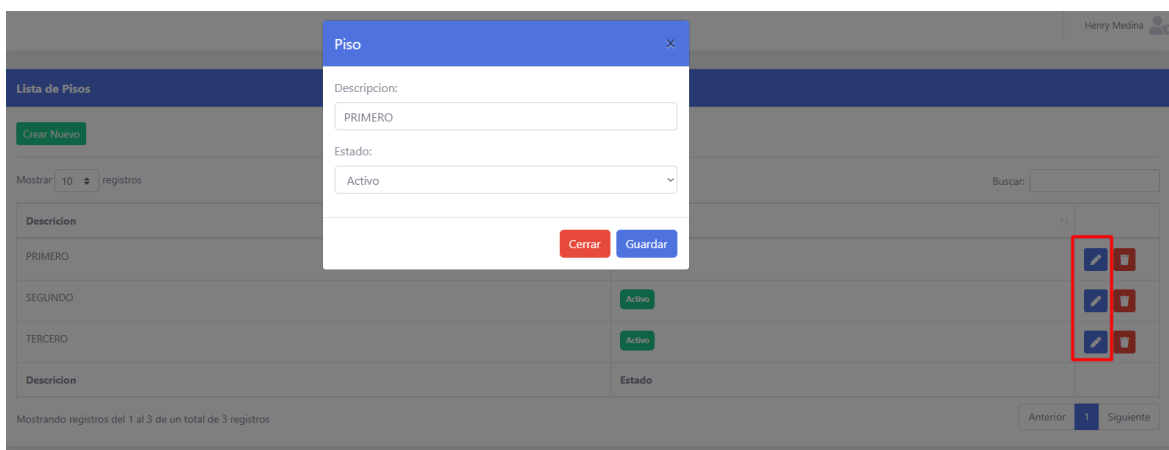 Henry Medina
Piso ×
Lista de Pisos
Descripcion:
PRIMERO
Crear Nuevo
Estado:
Activo
Mostrar 10 registros
Buscar:
Cerrar Guardar
Descricion
PRIMERO
SEGUNDO Activo
TERCERO Activo
Descricion Estado
Mostrando registros del 1 al 3 de un total de 3 registros
Anterior 1 Siguiente